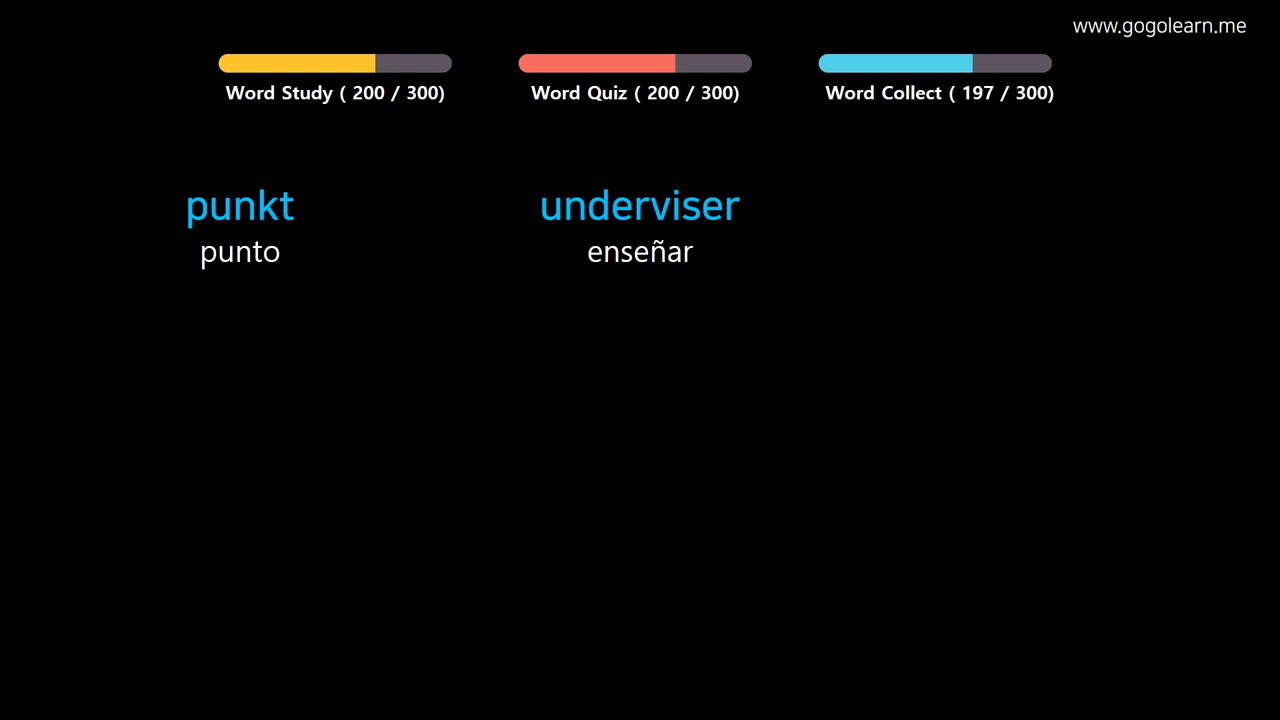 www.gogolearn.me
Word Study ( 200 / 300)
Word Quiz ( 200 / 300)
Word Collect ( 197 / 300)
punkt
punto
underviser
enseñar